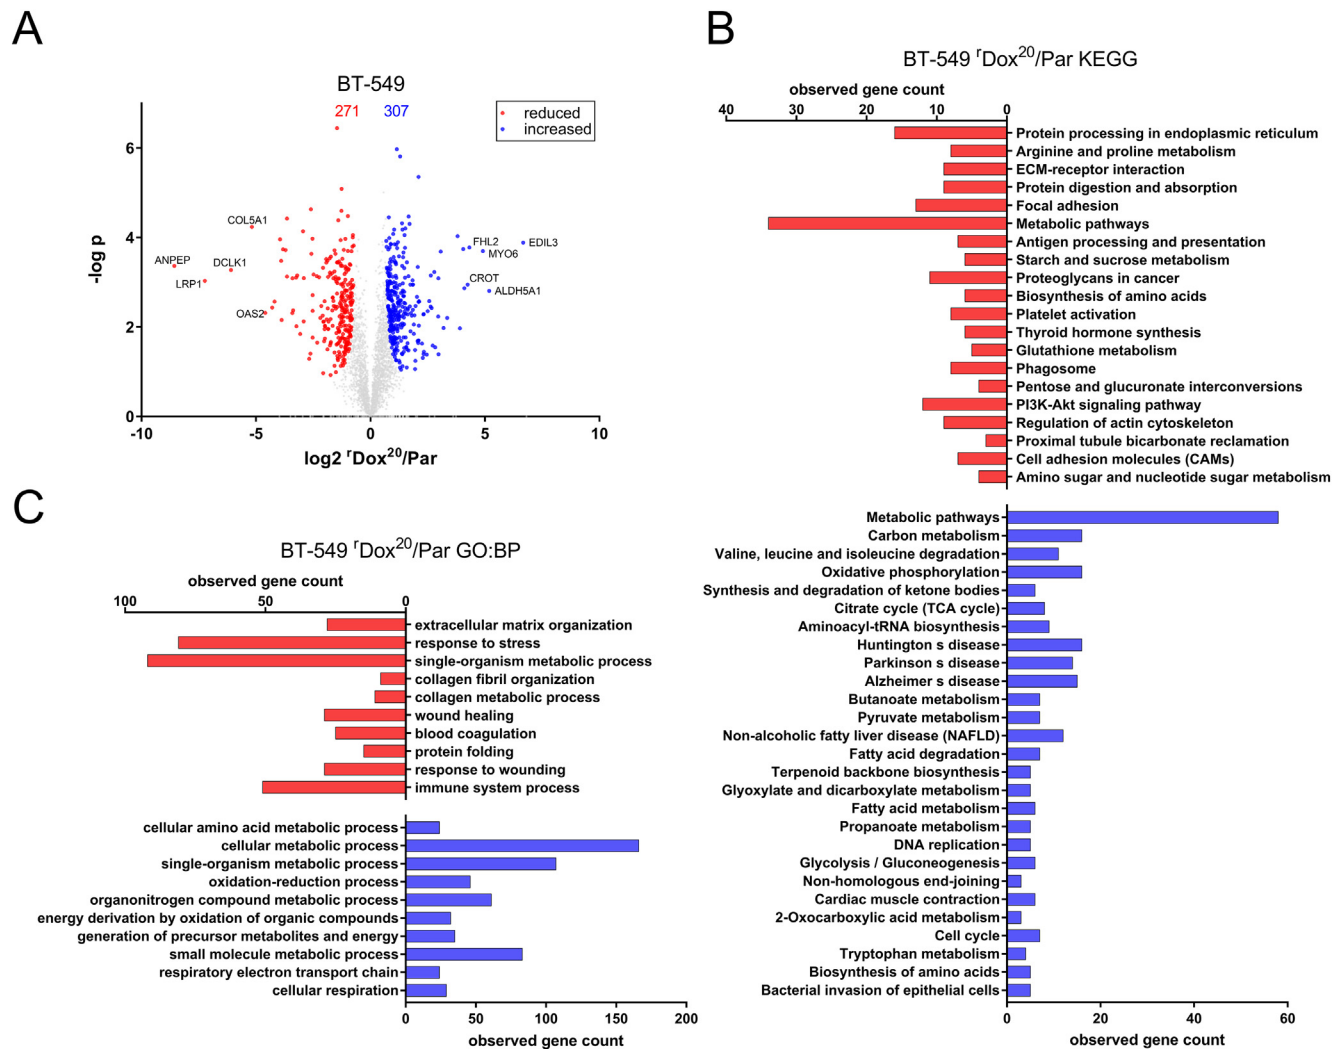 A
BT-549
271
307
reduced
increased
6
4
2
0
-log p
COL5A1
ANPEP
DCLK1
LRP1
OAS2
FHL2
EDIL3
MYO6
CROT
ALDH5A1
-10
-5
0
5
10
log2 rDox20/Par
B
BT-549 rDox20/Par KEGG
observed gene count
40
30
20
10
0
Protein processing in endoplasmic reticulum
Arginine and proline metabolism
ECM-receptor interaction
Protein digestion and absorption
Focal adhesion
Metabolic pathways
Antigen processing and presentation
Starch and sucrose metabolism
Proteoglycans in cancer
Biosynthesis of amino acids
Platelet activation
Thyroid hormone synthesis
Glutathione metabolism
Phagosome
Pentose and glucuronate interconversions
PI3K-Akt signaling pathway
Regulation of actin cytoskeleton
Proximal tubule bicarbonate reclamation
Cell adhesion molecules (CAMs)
Amino sugar and nucleotide sugar metabolism
Metabolic pathways
Carbon metabolism
Valine, leucine and isoleucine degradation
Oxidative phosphorylation
Synthesis and degradation of ketone bodies
Citrate cycle (TCA cycle)
Aminoacyl-tRNA biosynthesis
Huntington s disease
Parkinson s disease
Alzheimer s disease
Butanoate metabolism
Pyruvate metabolism
Non-alcoholic fatty liver disease (NAFLD)
Fatty acid degradation
Terpenoid backbone biosynthesis
Glyoxylate and dicarboxylate metabolism
Fatty acid metabolism
Propanoate metabolism
DNA replication
Glycolysis / Gluconeogenesis
Non-homologous end-joining
Cardiac muscle contraction
2-Oxocarboxylic acid metabolism
Cell cycle
Tryptophan metabolism
Biosynthesis of amino acids
Bacterial invasion of epithelial cells
0
20
40
60
observed gene count
C
BT-549 rDox20/Par GO:BP
observed gene count
100
50
0
extracellular matrix organization
response to stress
single-organism metabolic process
collagen fibril organization
collagen metabolic process
wound healing
blood coagulation
protein folding
response to wounding
immune system process
cellular amino acid metabolic process
cellular metabolic process
single-organism metabolic process
oxidation-reduction process
organonitrogen compound metabolic process
energy derivation by oxidation of organic compounds
generation of precursor metabolites and energy
small molecule metabolic process
respiratory electron transport chain
cellular respiration
0
50
100
150
200
observed gene count